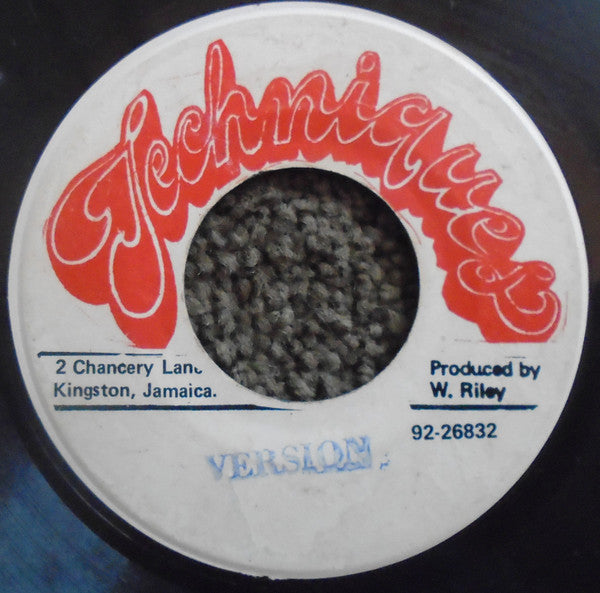 Techniques
2 Chancery Lane
Kingston, Jamaica.
Produced by
W. Riley
92-26832
VERSION.